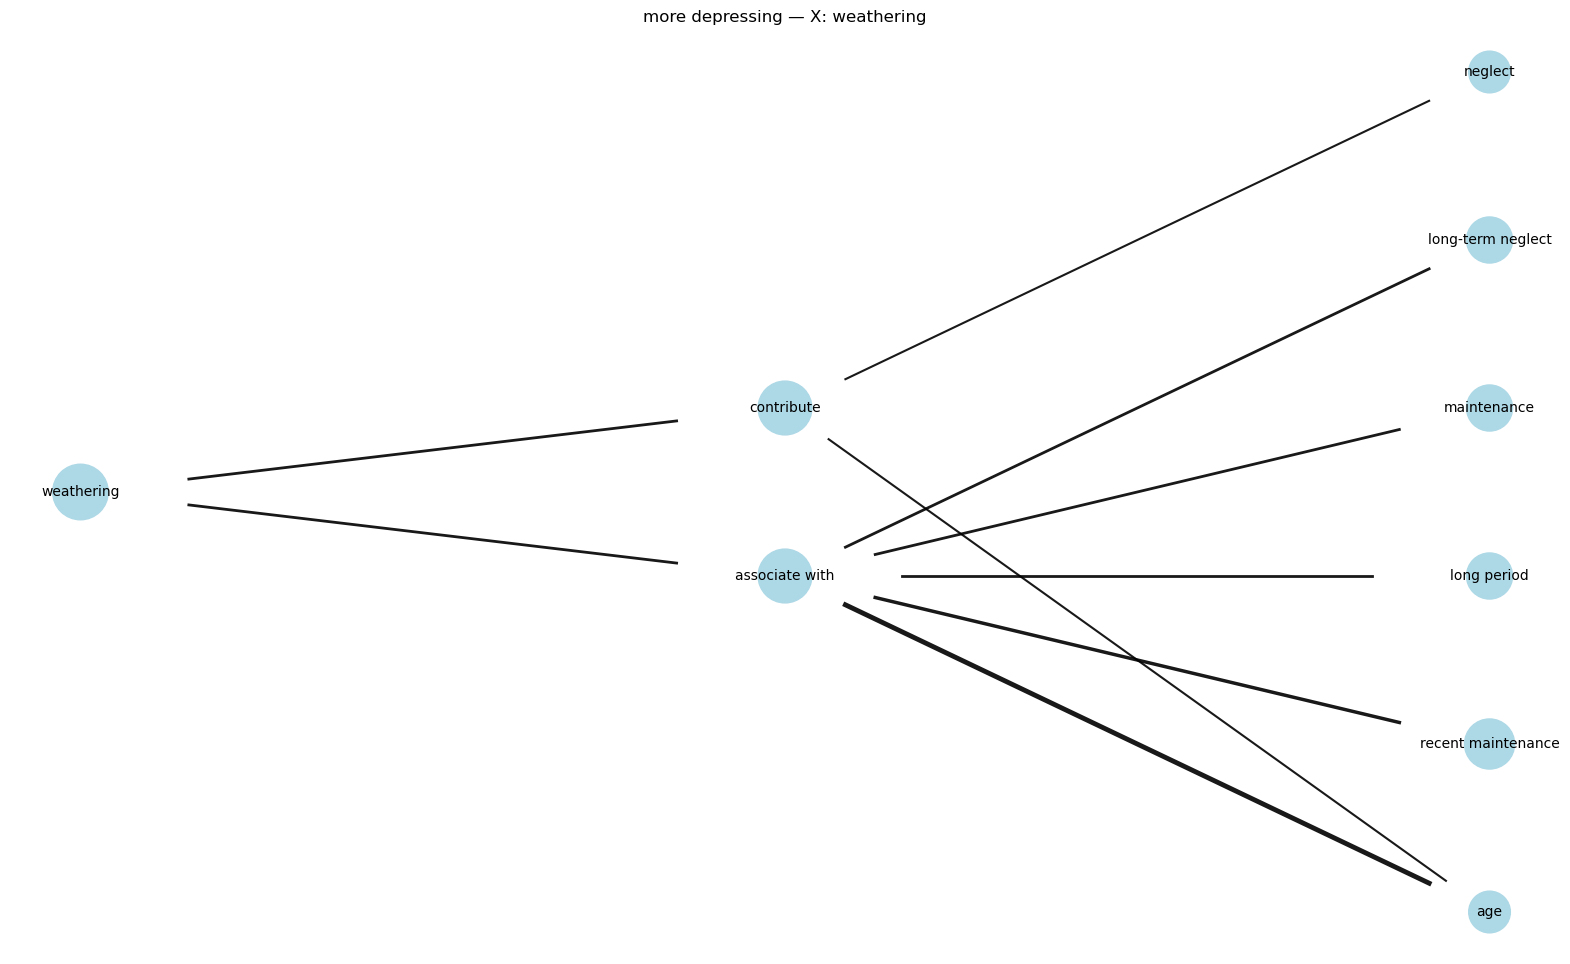 more depressing — X: weathering
neglect
long-term neglect
contribute
maintenance
weathering
associate with
long period
recent maintenance
age